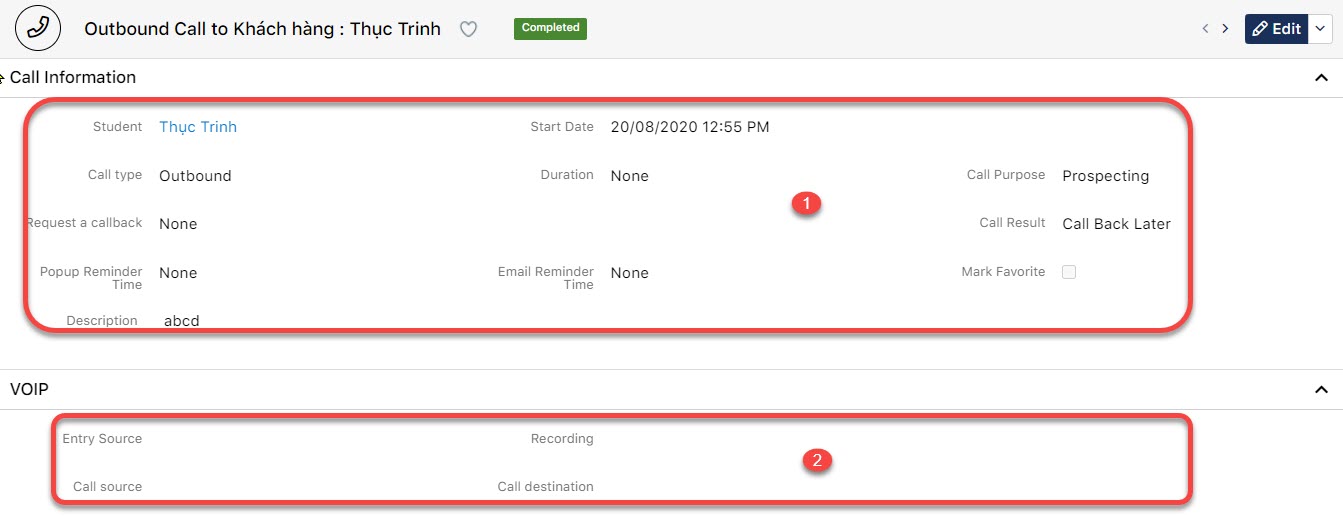 Outbound Call to Khách hàng : Thục Trinh Completed Edit
Call Information
Student Thục Trinh Start Date 20/08/2020 12:55 PM
Call type Outbound Duration None Call Purpose Prospecting
1
Request a callback None Call Result Call Back Later
Popup Reminder Time None Email Reminder Time None Mark Favorite
Description abcd
VOIP
Entry Source Recording
2
Call source Call destination